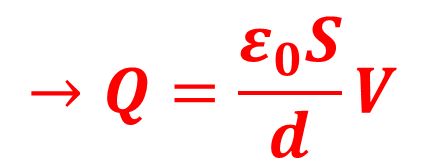 → Q = ε₀S/d V